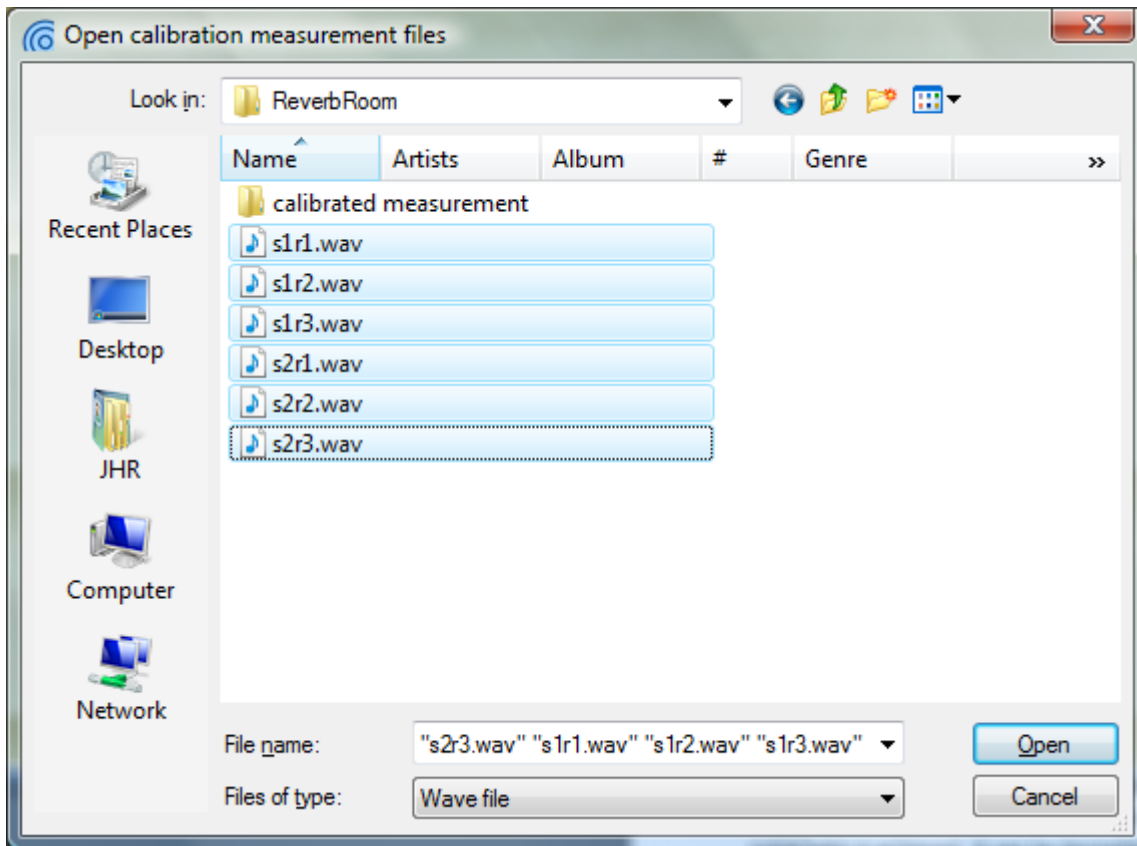 Open calibration measurement files
Look in: ReverbRoom
Name Artists Album # Genre »
calibrated measurement
s1r1.wav
s1r2.wav
s1r3.wav
s2r1.wav
s2r2.wav
s2r3.wav
Recent Places
Desktop
JHR
Computer
Network
File name: "s2r3.wav" "s1r1.wav" "s1r2.wav" "s1r3.wav" Open
Files of type: Wave file Cancel